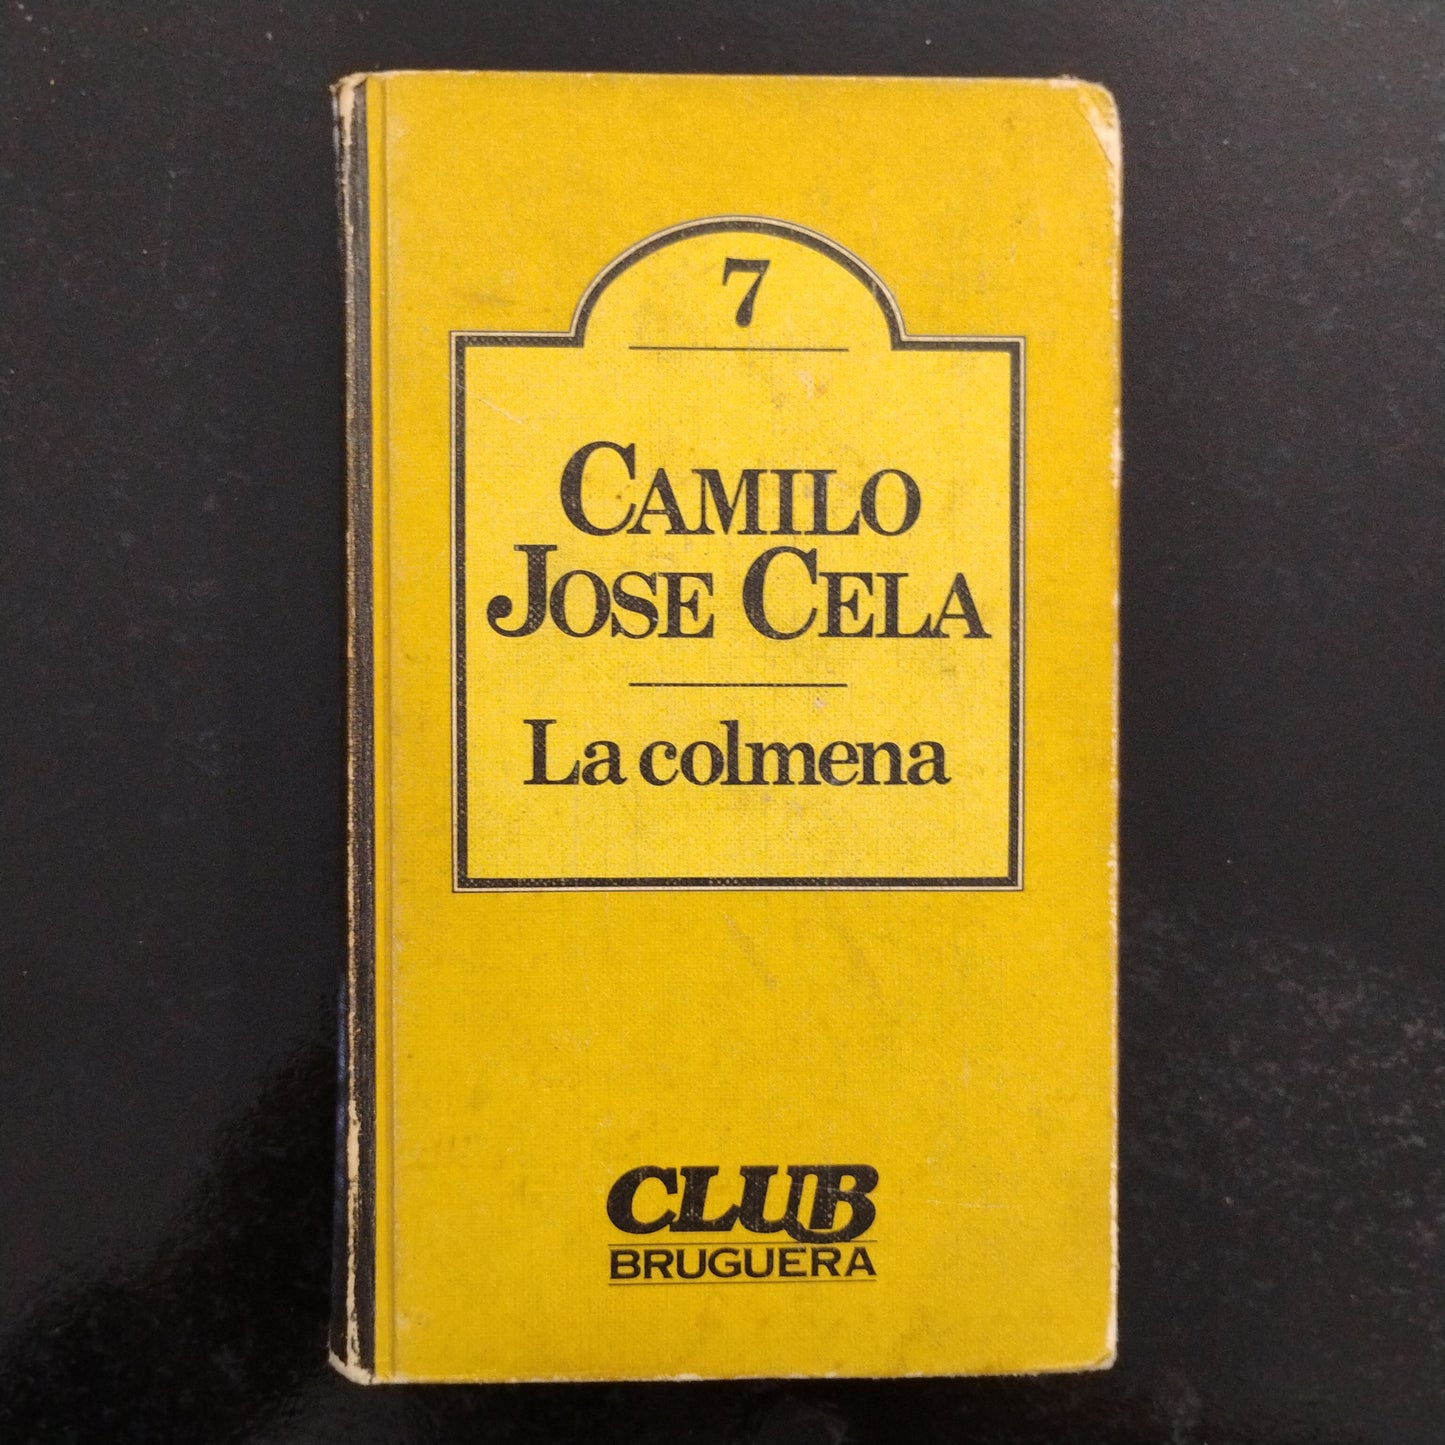 7
CAMILO
JOSE CELA
La colmena
CLUB
BRUGUERA